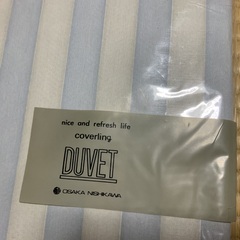 nice and refresh life
coverling
DUVET
OSAKA NISHIKAWA